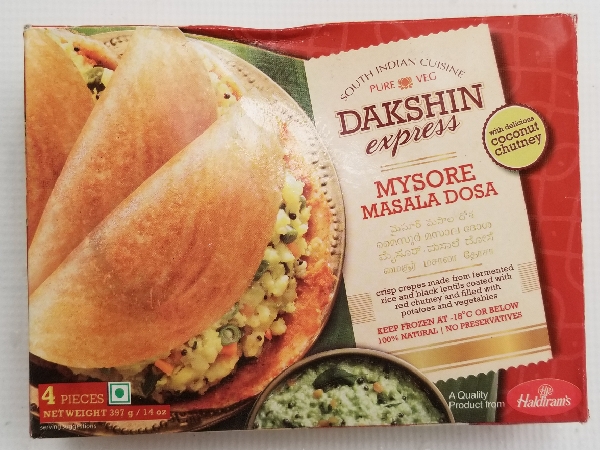 SOUTH INDIAN CUISINE
PURE VEG
DAKSHIN
express
with delicious
coconut
chutney
MYSORE
MASALA DOSA
crisp crepes made from fermented
rice and black lentils coated with
red chutney and filled with
potatoes and vegetables
KEEP FROZEN AT -18°C OR BELOW
100% NATURAL | NO PRESERVATIVES
4 PIECES
NET WEIGHT 397 g / 14 oz
serving suggestions
A Quality
Product from
Haldiram's